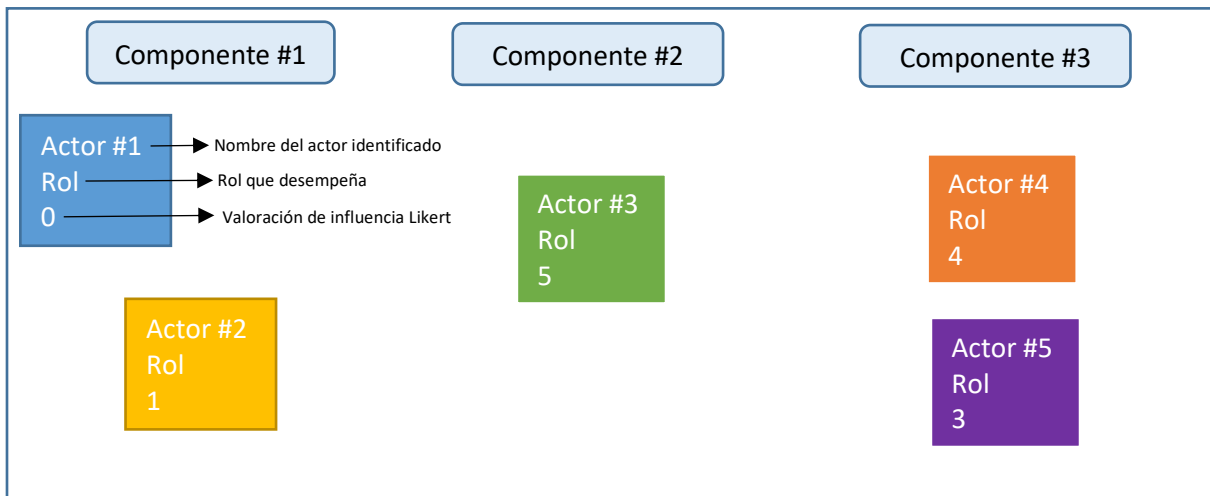 Componente #1
Componente #2
Componente #3
Actor #1
Nombre del actor identificado
Rol
Rol que desempeña
0
Valoración de influencia Likert
Actor #2
Rol
1
Actor #3
Rol
5
Actor #4
Rol
4
Actor #5
Rol
3